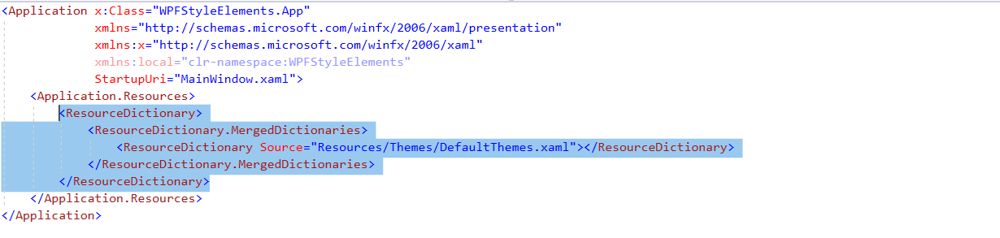 <Application x:Class="WPFStyleElements.App"
xmlns="http://schemas.microsoft.com/winfx/2006/xaml/presentation"
xmlns:x="http://schemas.microsoft.com/winfx/2006/xaml"
xmlns:local="clr-namespace:WPFStyleElements"
StartupUri="MainWindow.xaml">
<Application.Resources>
<ResourceDictionary>
<ResourceDictionary.MergedDictionaries>
<ResourceDictionary Source="Resources/Themes/DefaultThemes.xaml"></ResourceDictionary>
</ResourceDictionary.MergedDictionaries>
</ResourceDictionary>
</Application.Resources>
</Application>